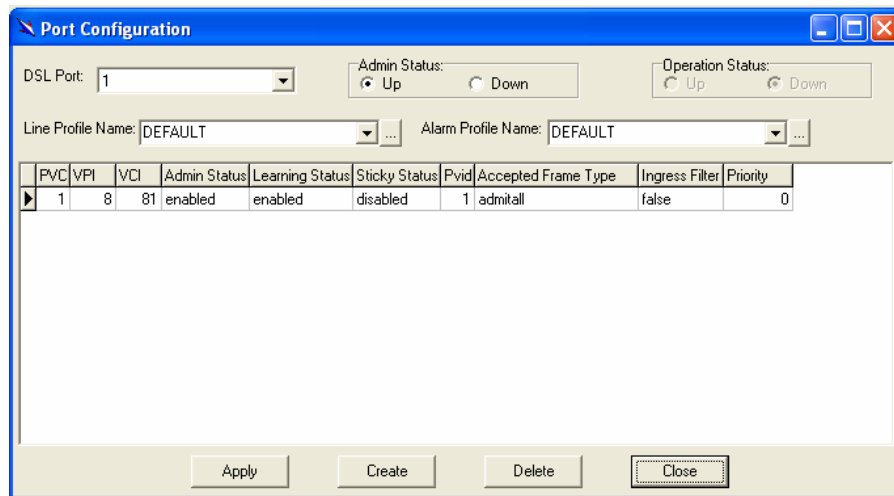 Port Configuration
DSL Port: 1 Admin Status: Up Down Operation Status: Up Down
Line Profile Name: DEFAULT ... Alarm Profile Name: DEFAULT ...
PVC VPI VCI Admin Status Learning Status Sticky Status Pvid Accepted Frame Type Ingress Filter Priority
1 8 81 enabled enabled disabled 1 admitall false 0
Apply Create Delete Close